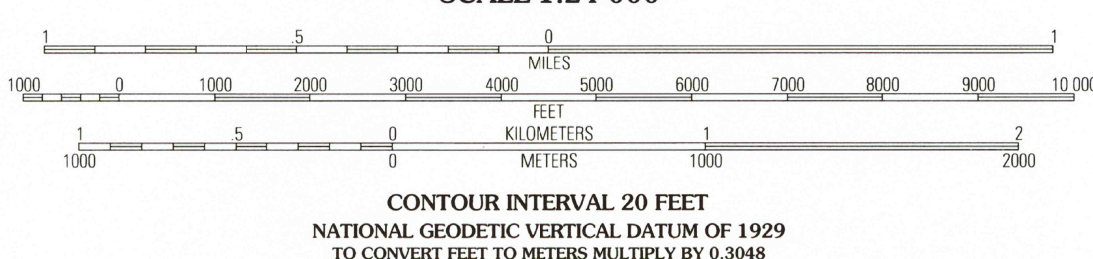 SCALE 1:24 000
1 .5 0 1
MILES
1000 0 1000 2000 3000 4000 5000 6000 7000 8000 9000 10 000
FEET
1 .5 0 KILOMETERS 1 2
1000 0 METERS 1000 2000
CONTOUR INTERVAL 20 FEET
NATIONAL GEODETIC VERTICAL DATUM OF 1929
TO CONVERT FEET TO METERS MULTIPLY BY 0.3048